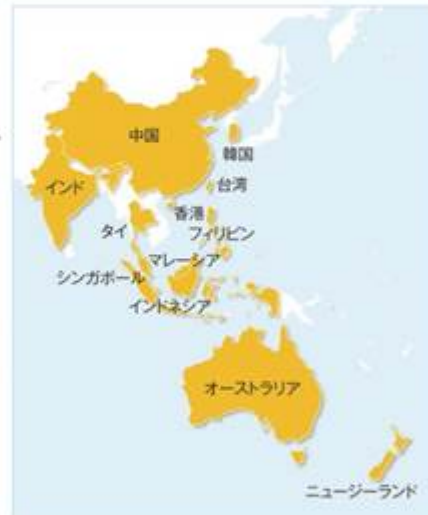 中国
韓国
台湾
インド
香港
タイ
フィリピン
マレーシア
シンガポール
インドネシア
オーストラリア
ニュージーランド